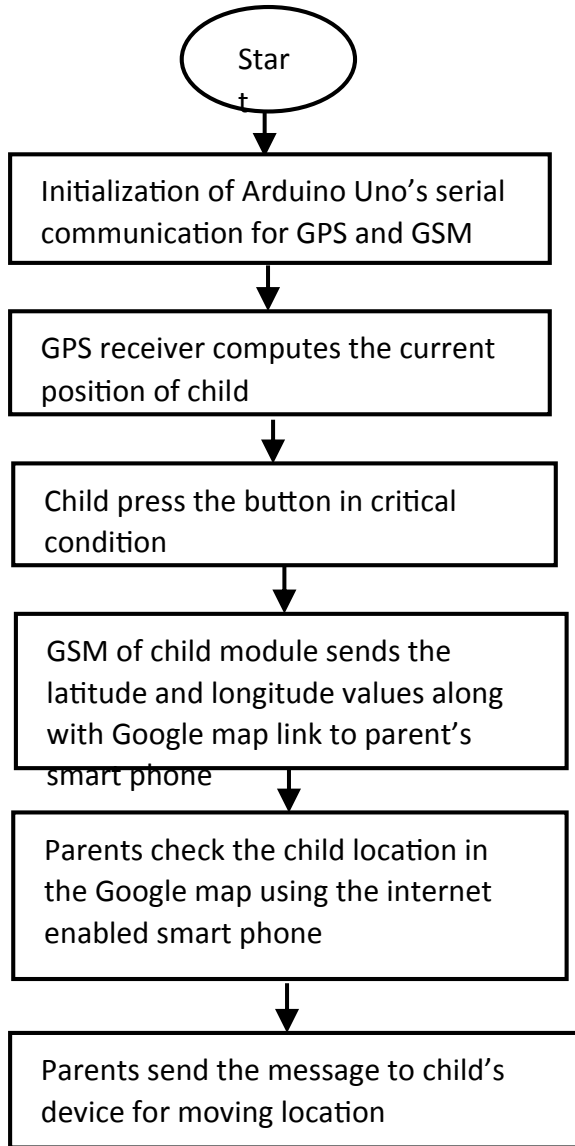 Star
t
Initialization of Arduino Uno’s serial
communication for GPS and GSM
GPS receiver computes the current
position of child
Child press the button in critical
condition
GSM of child module sends the
latitude and longitude values along
with Google map link to parent’s
smart phone
Parents check the child location in
the Google map using the internet
enabled smart phone
Parents send the message to child’s
device for moving location